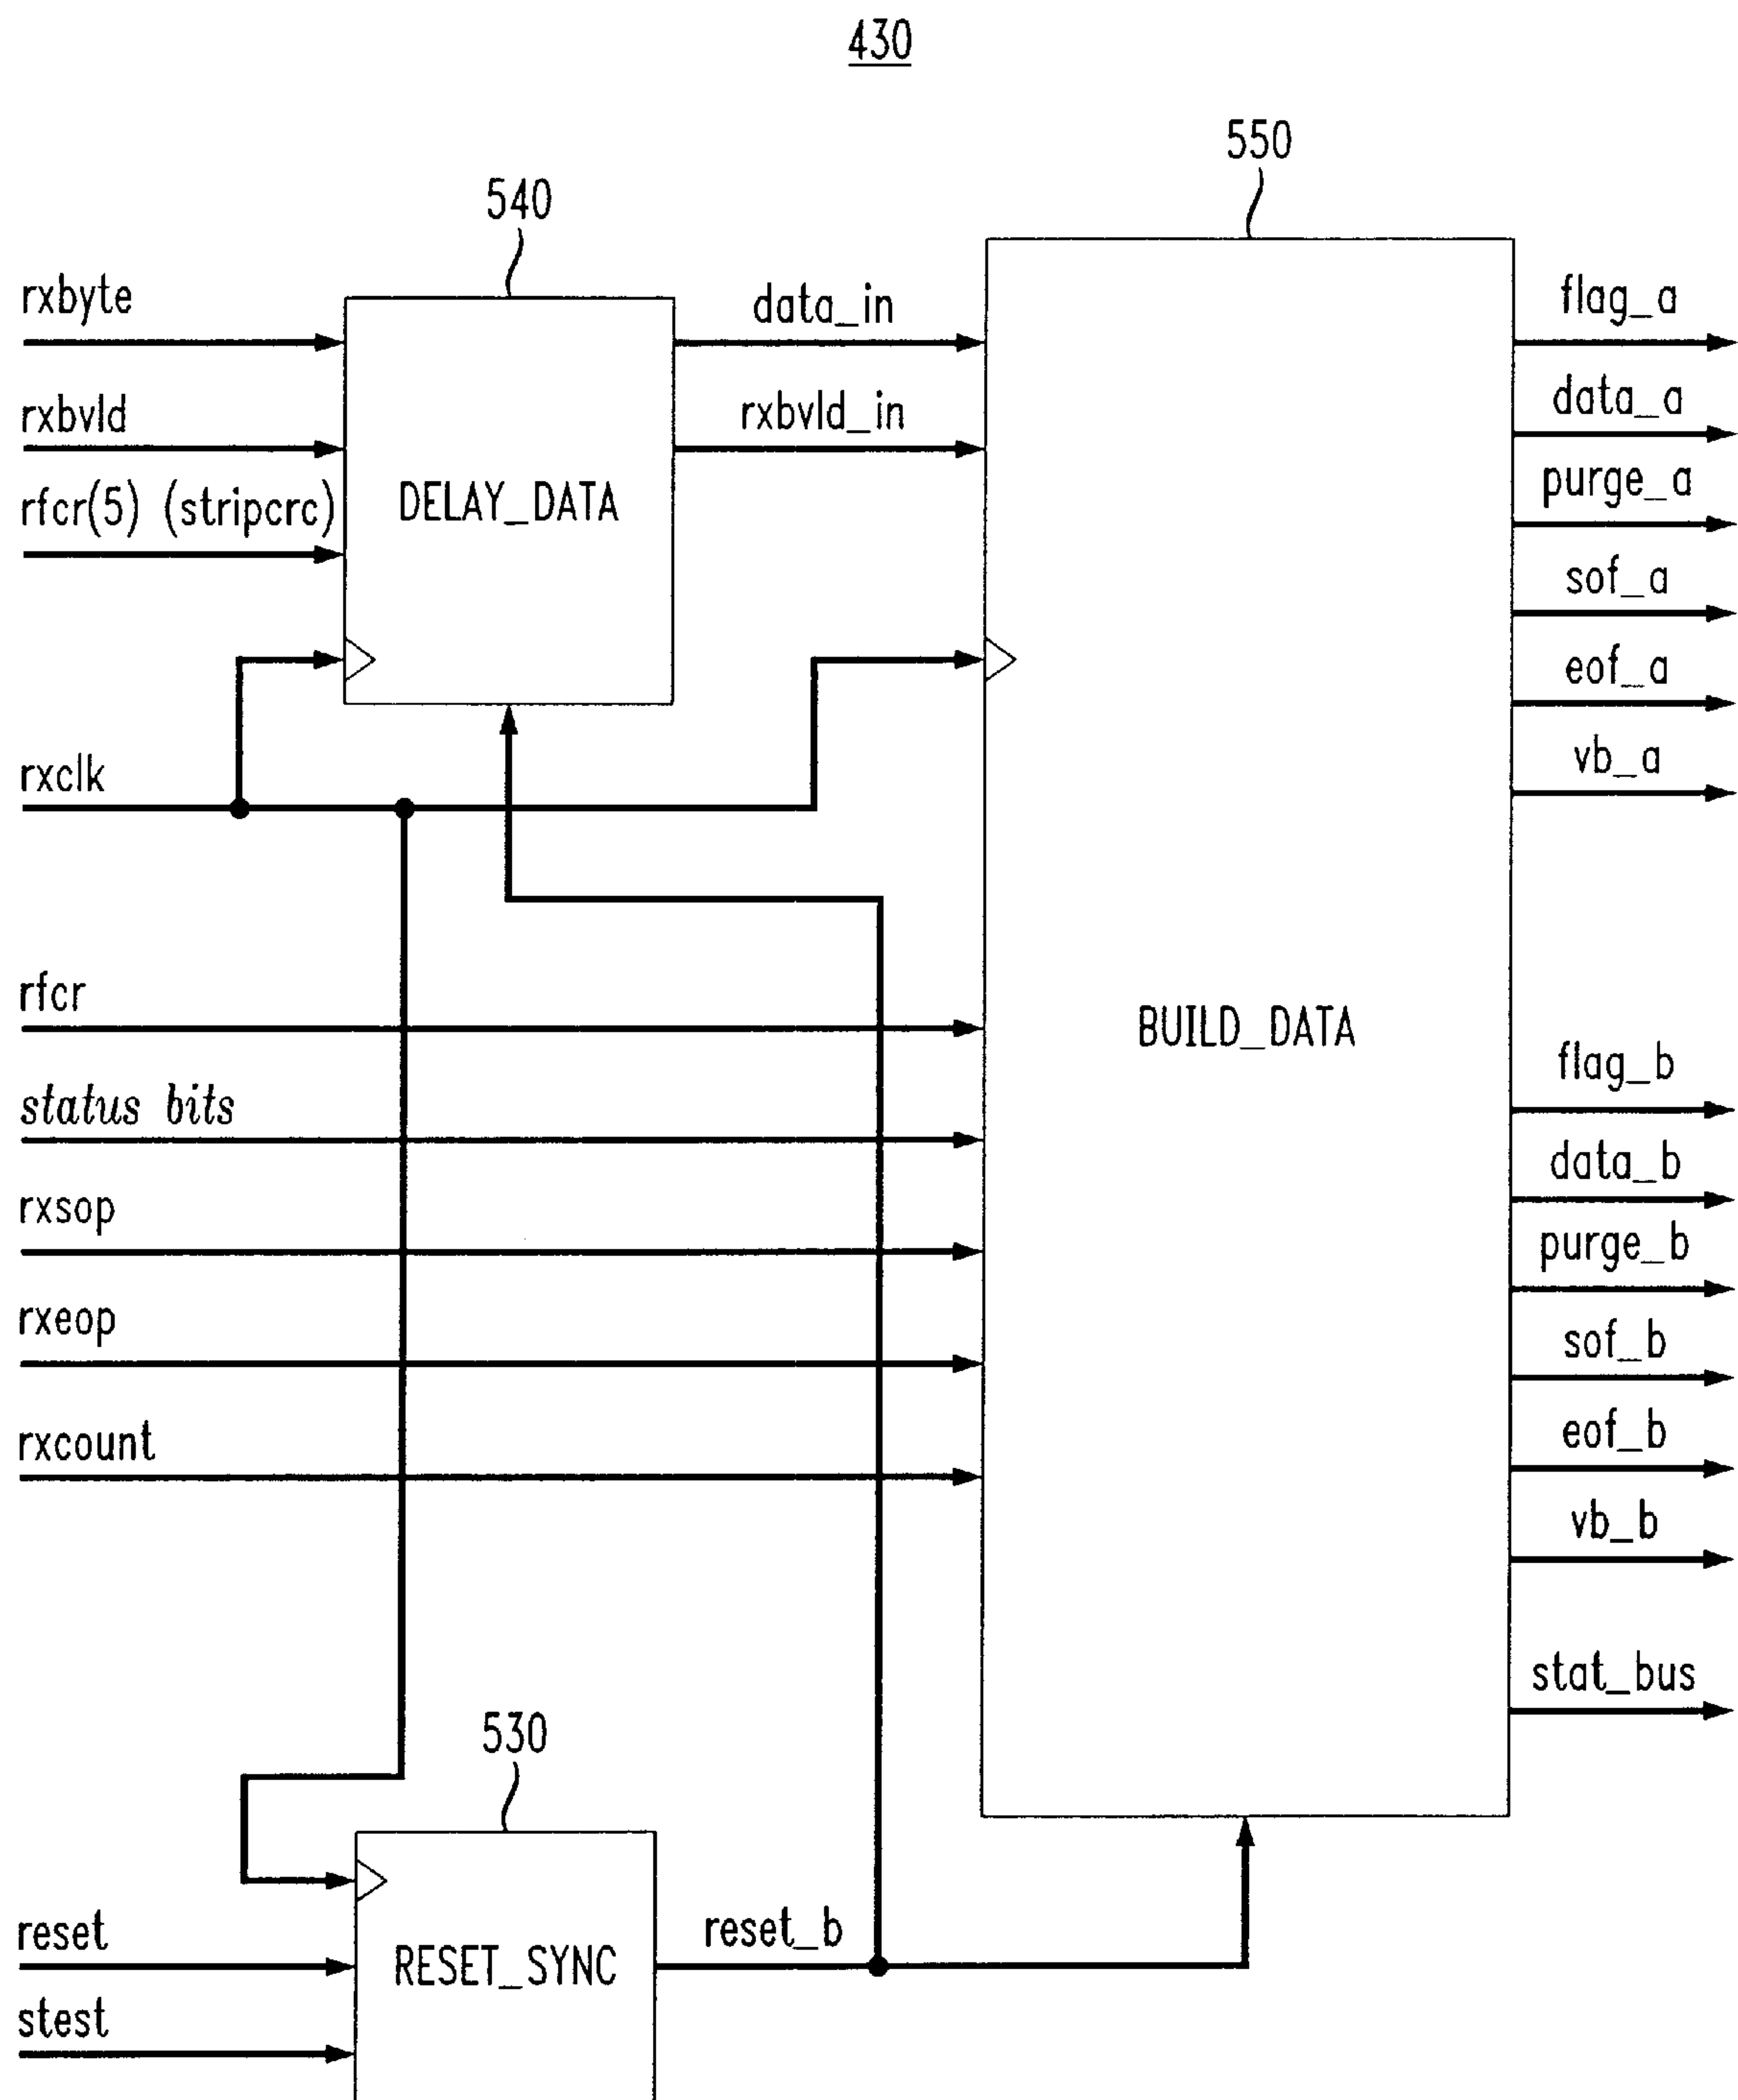 430
550
540
rxbyte
rxbvld
rfcr(5) (stripcrc)
DELAY_DATA
data_in
rxbvld_in
rxclk
rfcr
status bits
rxsop
rxeop
rxcount
BUILD_DATA
flag_a
data_a
purge_a
sof_a
eof_a
vb_a
flag_b
data_b
purge_b
sof_b
eof_b
vb_b
stat_bus
530
reset
stest
RESET_SYNC
reset_b